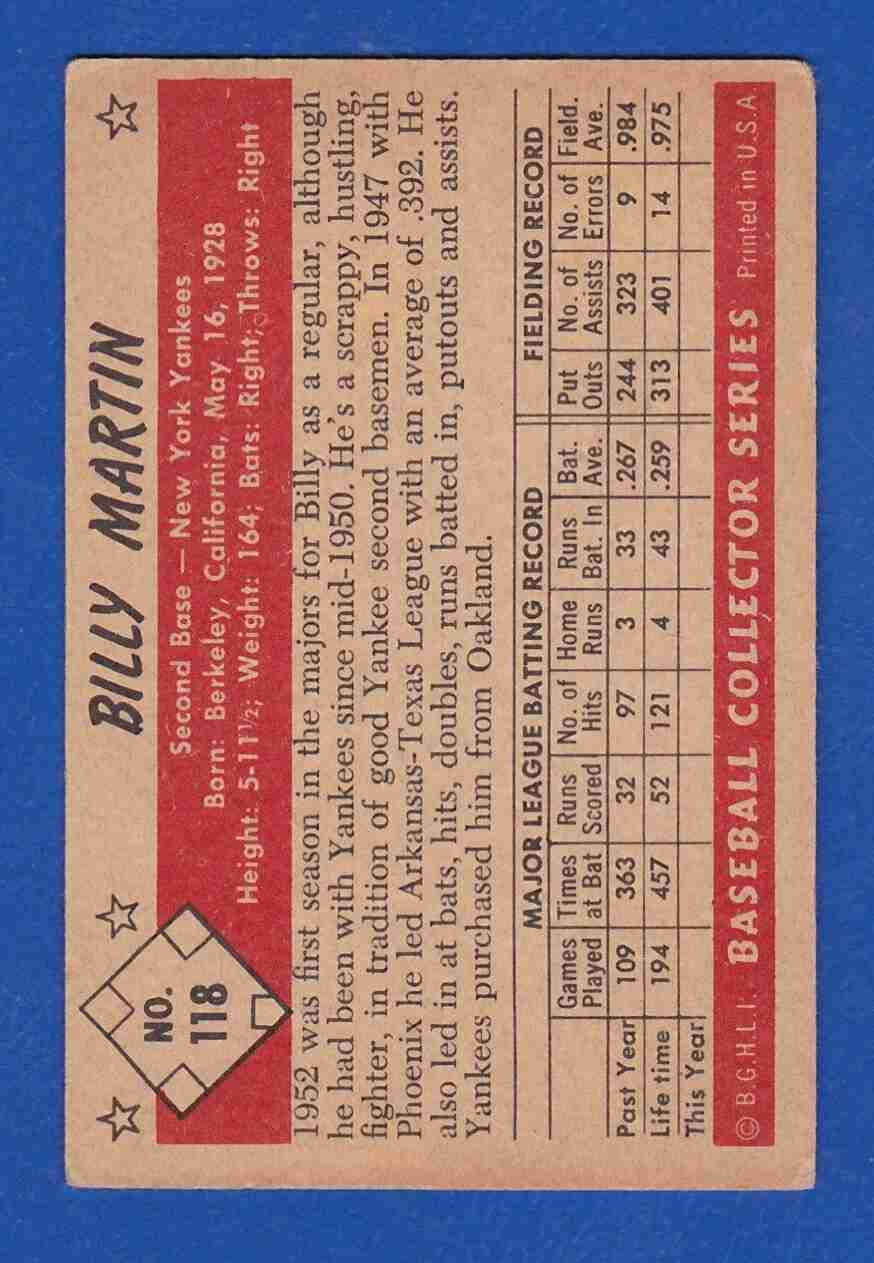 BILLY MARTIN
NO.
118
Second Base — New York Yankees
Born: Berkeley, California, May 16, 1928
Height: 5-11½; Weight: 164; Bats: Right; Throws: Right
1952 was first season in the majors for Billy as a regular, although
he had been with Yankees since mid-1950. He's a scrappy, hustling,
fighter, in tradition of good Yankee second basemen. In 1947 with
Phoenix he led Arkansas-Texas League with an average of .392. He
also led in at bats, hits, doubles, runs batted in, putouts and assists.
Yankees purchased him from Oakland.
MAJOR LEAGUE BATTING RECORD FIELDING RECORD
Games Times Runs No. of Home Runs Bat. Put No. of No. of Field.
Played at Bat Scored Hits Runs Bat. In Ave. Outs Assists Errors Ave.
Past Year 109 363 32 97 3 33 .267 244 323 9 .984
Life time 194 457 52 121 4 43 .259 313 401 14 .975
This Year
© B.G.H.L.I. BASEBALL COLLECTOR SERIES Printed in U.S.A.